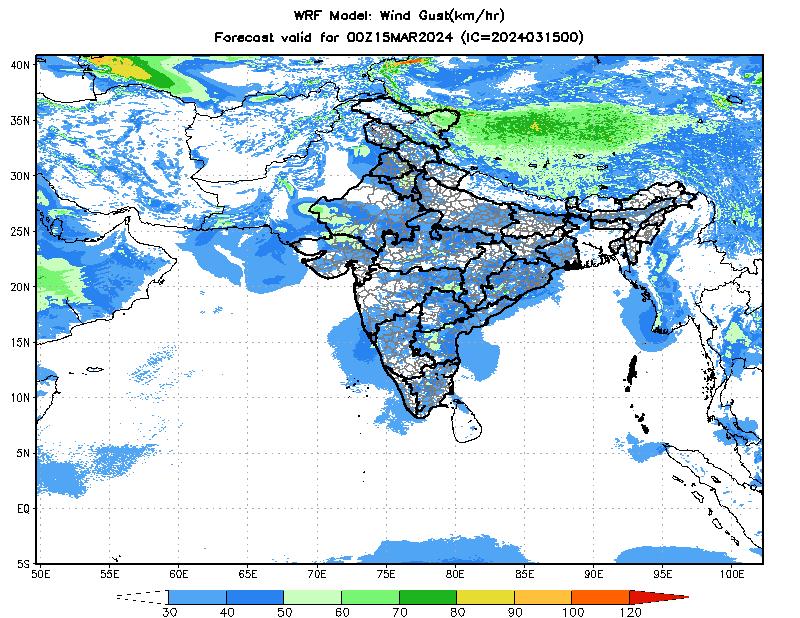 WRF Model: Wind Gust(km/hr)
Forecast valid for 00Z15MAR2024 (IC=2024031500)
40N
35N
30N
25N
20N
15N
10N
5N
EQ
5S
50E 55E 60E 65E 70E 75E 80E 85E 90E 95E 100E
30 40 50 60 70 80 90 100 120